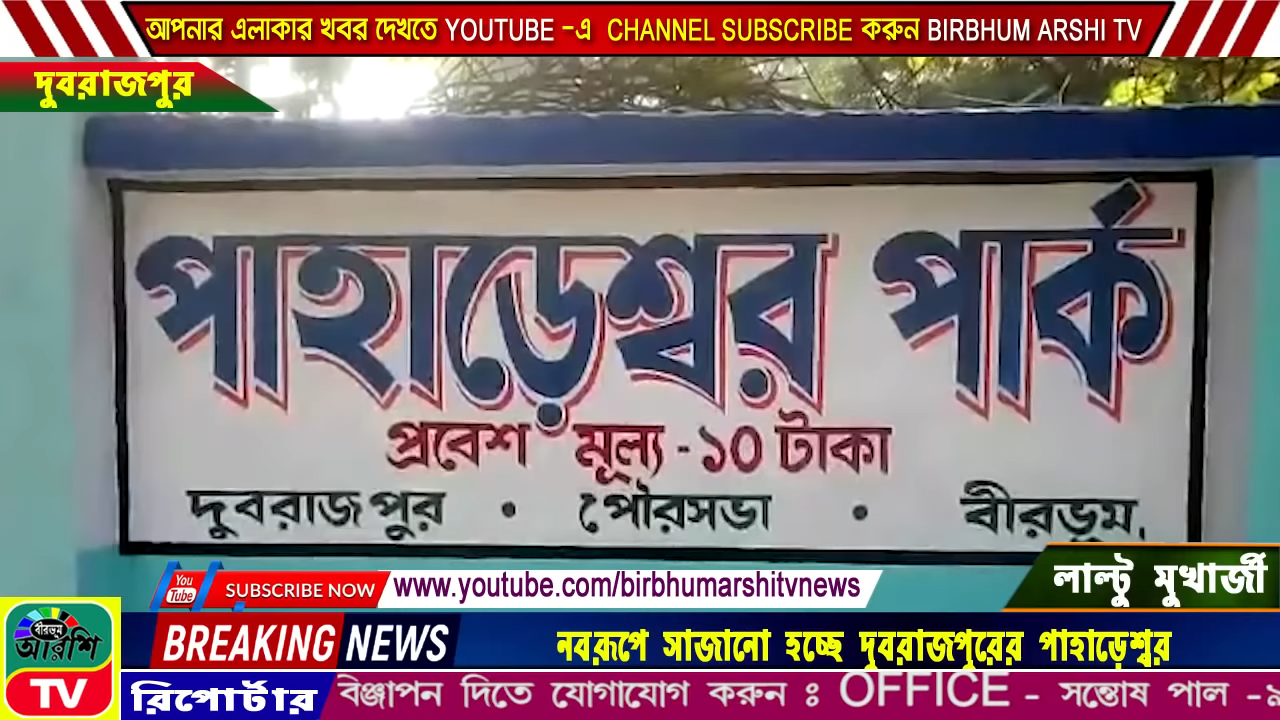 আপনার এলাকার খবর দেখতে YOUTUBE -এ CHANNEL SUBSCRIBE করুন BIRBHUM ARSHI TV
দুবরাজপুর
পাহাড়েশ্বর পার্ক
প্রবেশ মূল্য - ১০ টাকা
দুবরাজপুর • পৌরসভা • বীরভূম.
You Tube SUBSCRIBE NOW www.youtube.com/birbhumarshitvnews
লাল্টু মুখার্জী
BREAKING NEWS নবরূপে সাজানো হচ্ছে দুবরাজপুরের পাহাড়েশ্বর
বীরভূম
আরশি
TV
রিপোর্টার বিজ্ঞাপন দিতে যোগাযোগ করুন : OFFICE - সন্তোষ পাল -৯